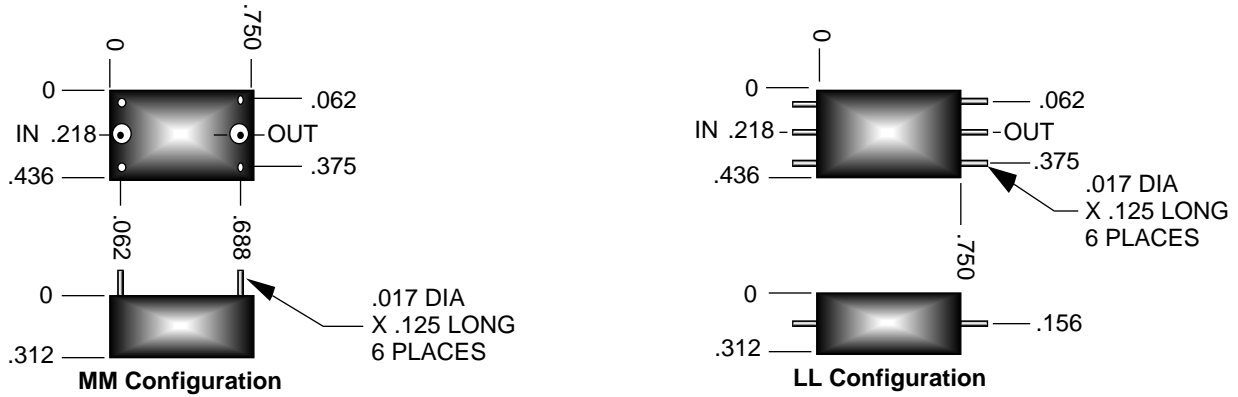 0
.750
0
.062
IN .218
OUT
.375
.436
.062
.688
0
.312
.017 DIA
X .125 LONG
6 PLACES
MM Configuration
0
0
.062
IN .218
OUT
.375
.436
.017 DIA
X .125 LONG
6 PLACES
.750
0
.156
.312
LL Configuration